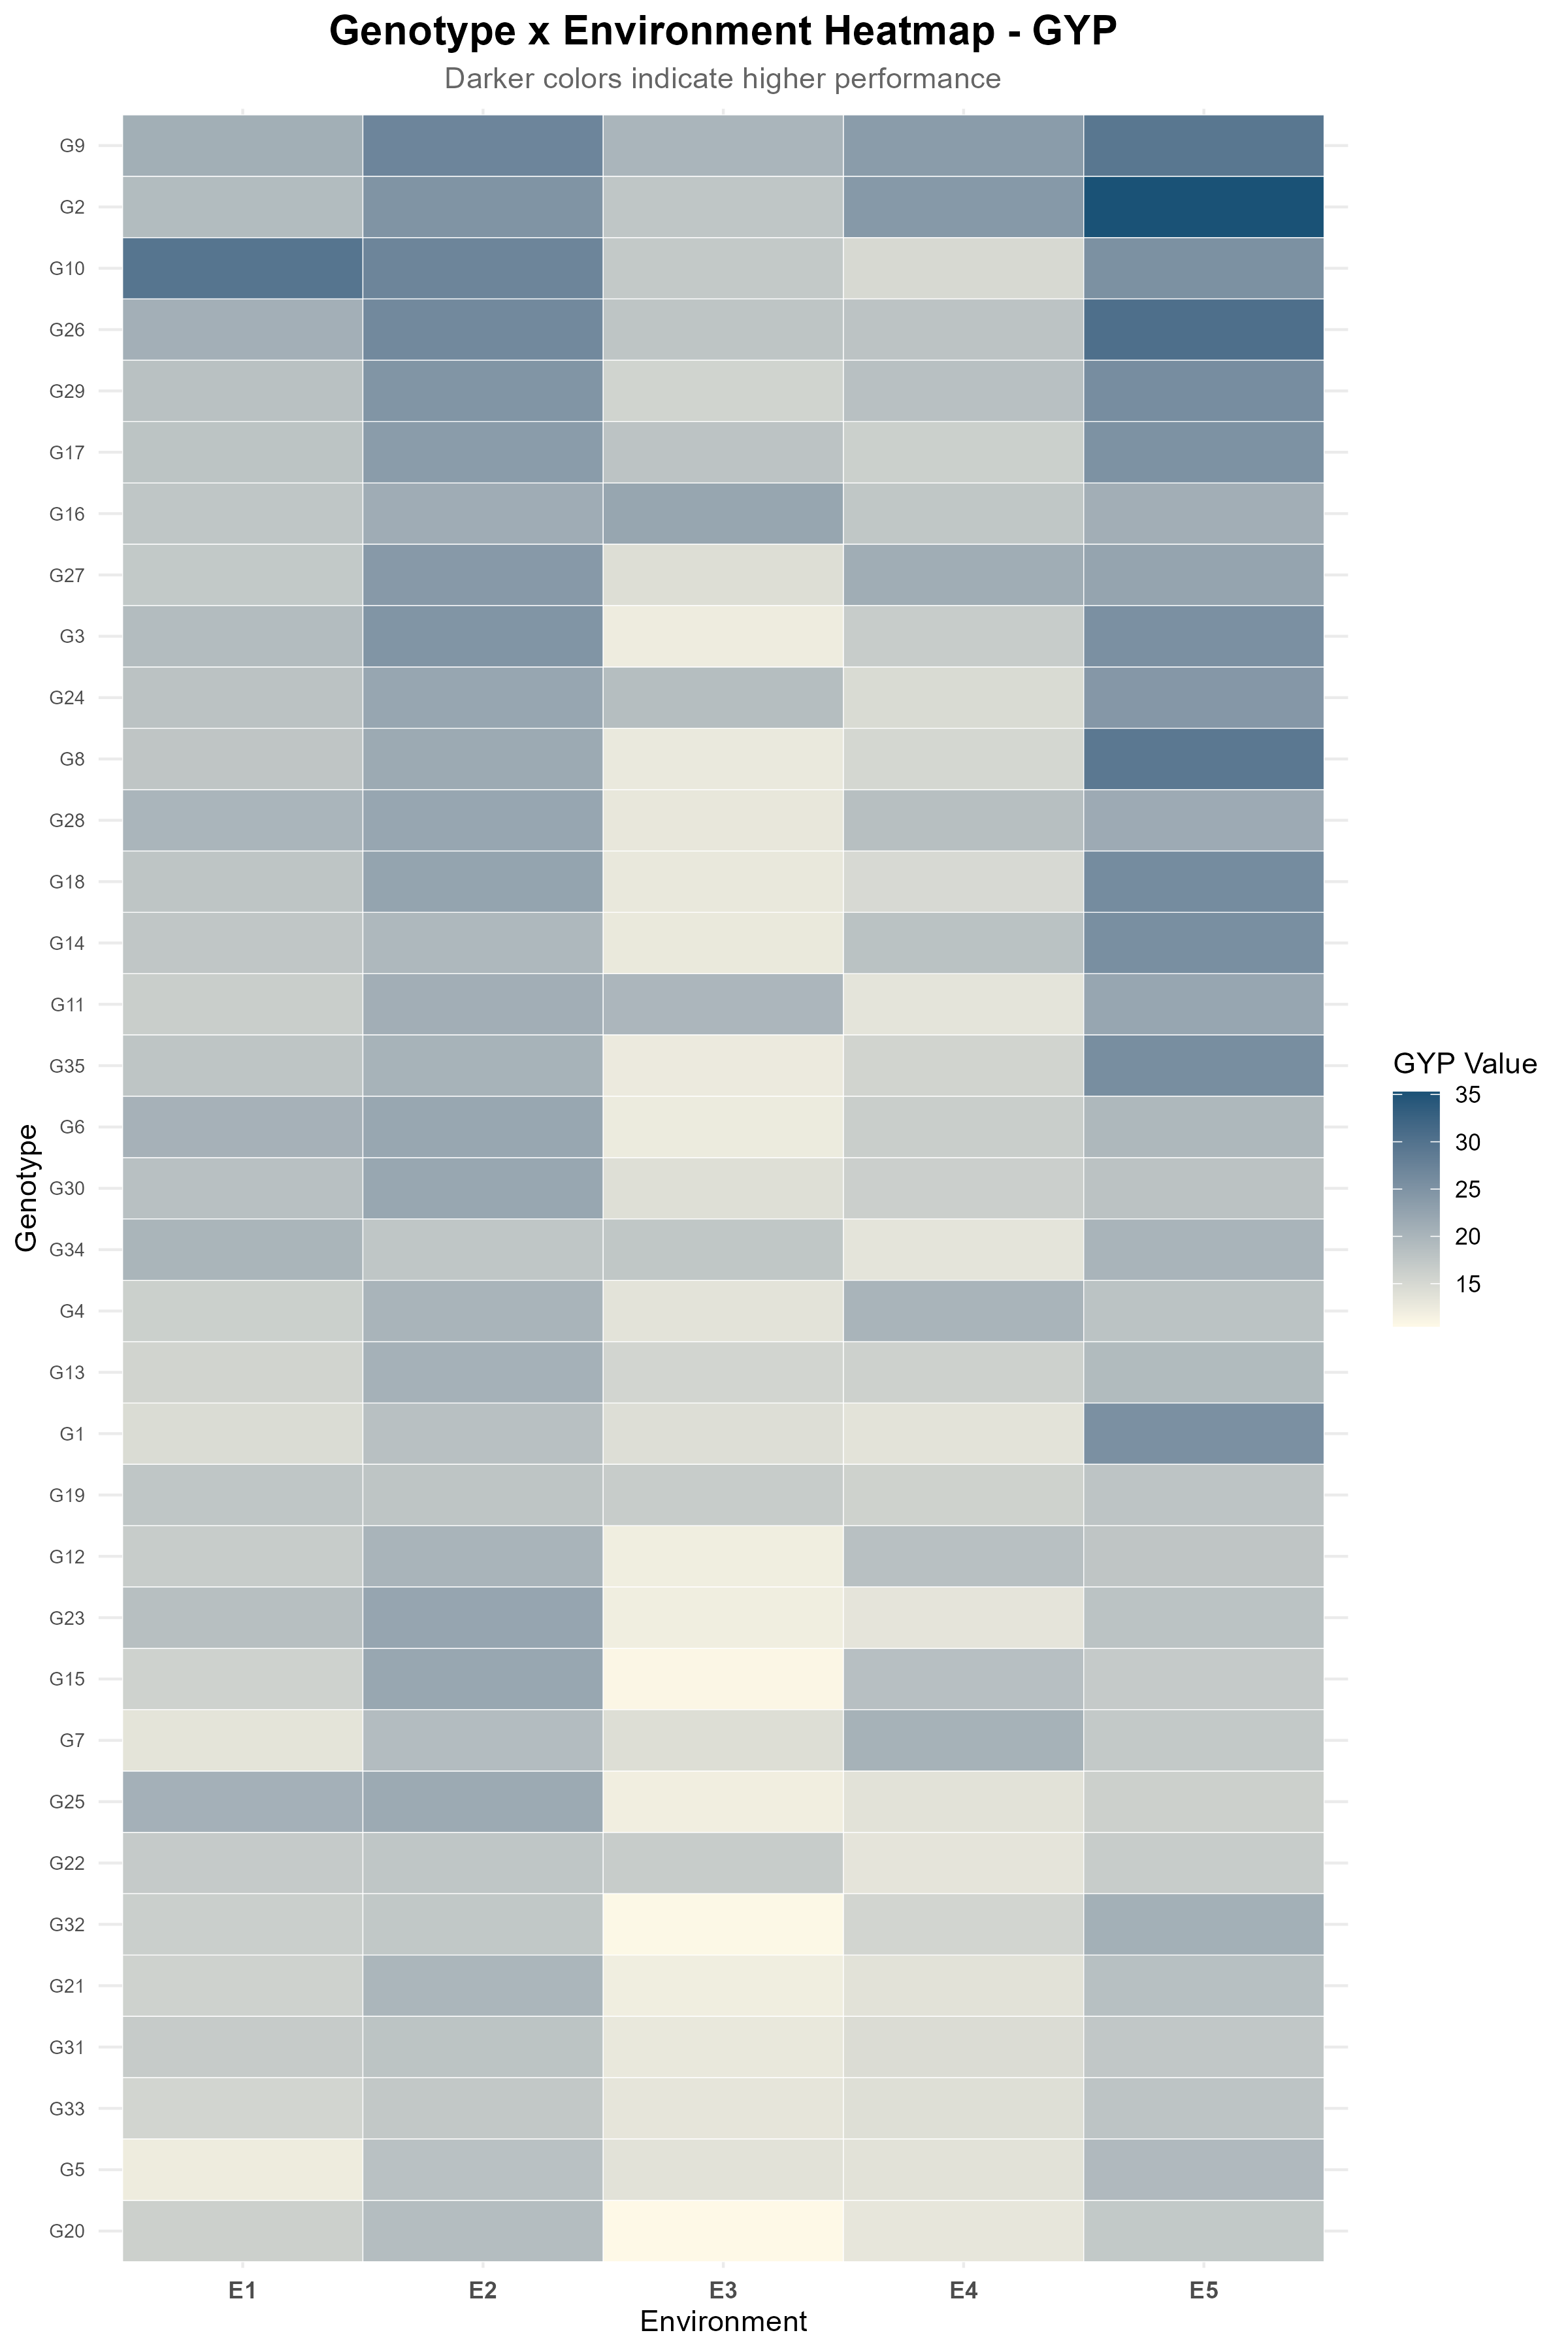 Genotype x Environment Heatmap - GYP
Darker colors indicate higher performance
G9
G2
G10
G26
G29
G17
G16
G27
G3
G24
G8
G28
G18
G14
G11
G35
G6
G30
G34
G4
G13
G1
G19
G12
G23
G15
G7
G25
G22
G32
G21
G31
G33
G5
G20
Genotype
E1 E2 E3 E4 E5
Environment
GYP Value
35
30
25
20
15